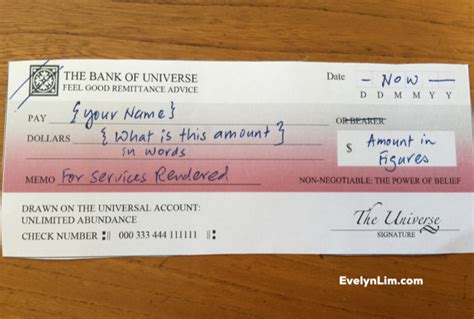 THE BANK OF UNIVERSE
FEEL GOOD REMITTANCE ADVICE
Date - NOW -
D D M M Y Y
PAY {Your Name}
OR BEARER
DOLLARS {What is this amount}
in words
$ Amount in
Figures
MEMO For Services Rendered
NON-NEGOTIABLE: THE POWER OF BELIEF
DRAWN ON THE UNIVERSAL ACCOUNT:
UNLIMITED ABUNDANCE
The Universe
CHECK NUMBER ⑈ 000 333 444 111111 ⑈
SIGNATURE
EvelynLim.com